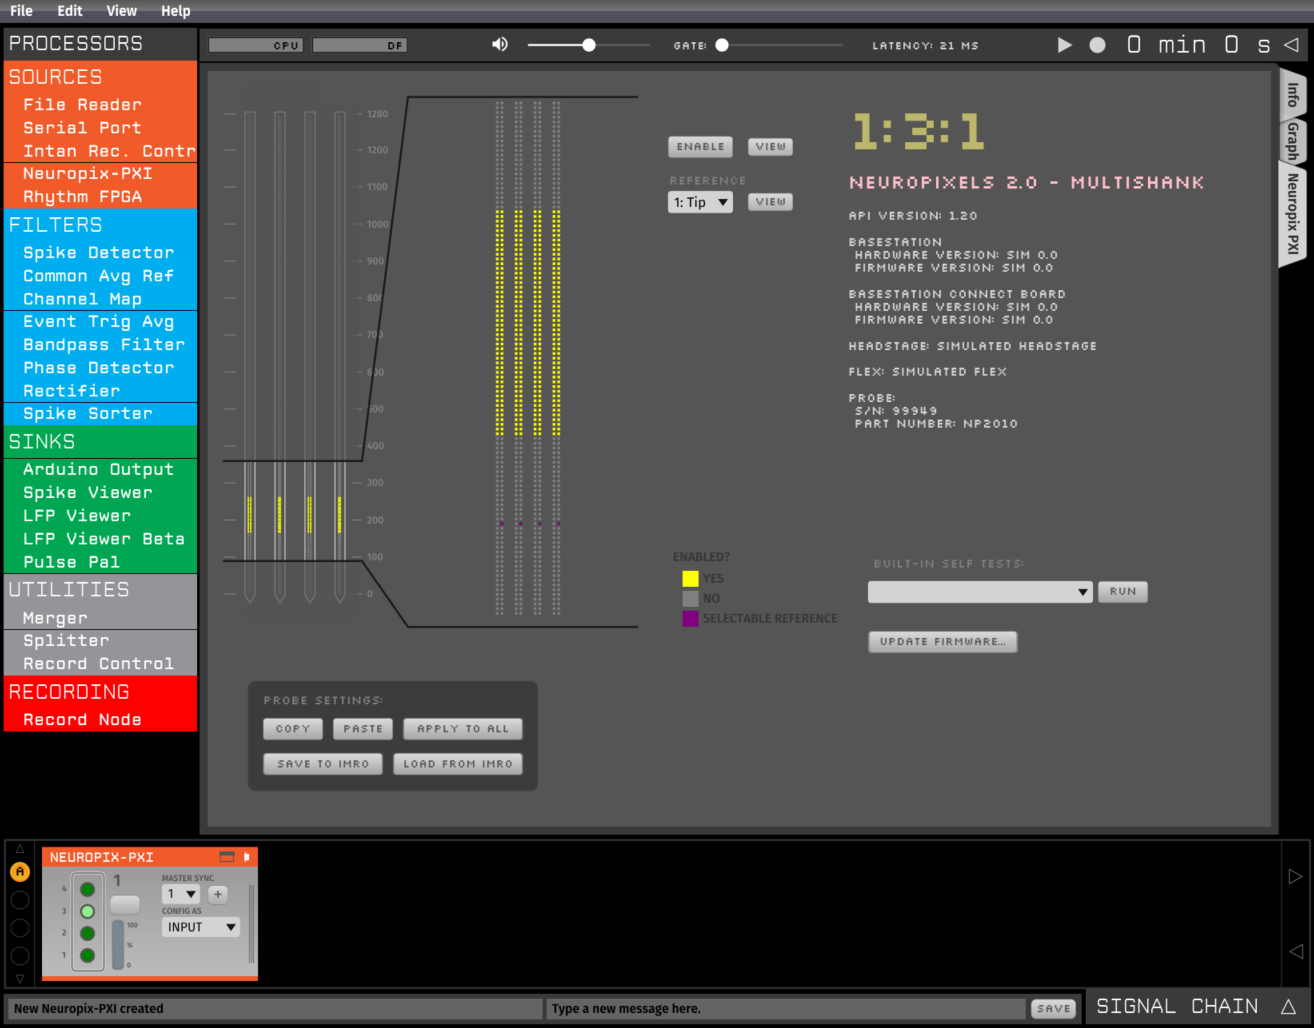 File Edit View Help
PROCESSORS
CPU DF GATE: LATENCY: 21 MS 0 min 0 s
SOURCES
File Reader
Serial Port
Intan Rec. Contr
Neuropix-PXI
Rhythm FPGA
FILTERS
Spike Detector
Common Avg Ref
Channel Map
Event Trig Avg
Bandpass Filter
Phase Detector
Rectifier
Spike Sorter
SINKS
Arduino Output
Spike Viewer
LFP Viewer
LFP Viewer Beta
Pulse Pal
UTILITIES
Merger
Splitter
Record Control
RECORDING
Record Node
1280
1200
1100
1000
900
800
700
600
500
400
300
200
100
0
ENABLE VIEW
REFERENCE
1: Tip VIEW
1:3:1
NEUROPIXELS 2.0 - MULTISHANK
API VERSION: 1.20
BASESTATION
HARDWARE VERSION: SIM 0.0
FIRMWARE VERSION: SIM 0.0
BASESTATION CONNECT BOARD
HARDWARE VERSION: SIM 0.0
FIRMWARE VERSION: SIM 0.0
HEADSTAGE: SIMULATED HEADSTAGE
FLEX: SIMULATED FLEX
PROBE:
S/N: 99949
PART NUMBER: NP2010
Info
Graph
Neuropix PXI
ENABLED?
YES
NO
SELECTABLE REFERENCE
BUILT-IN SELF TESTS:
RUN
UPDATE FIRMWARE...
PROBE SETTINGS:
COPY PASTE APPLY TO ALL
SAVE TO IMRO LOAD FROM IMRO
A
NEUROPIX-PXI
4
3
2
1
1
100
%
0
MASTER SYNC
1 +
CONFIG AS
INPUT
New Neuropix-PXI created
Type a new message here.
SAVE
SIGNAL CHAIN